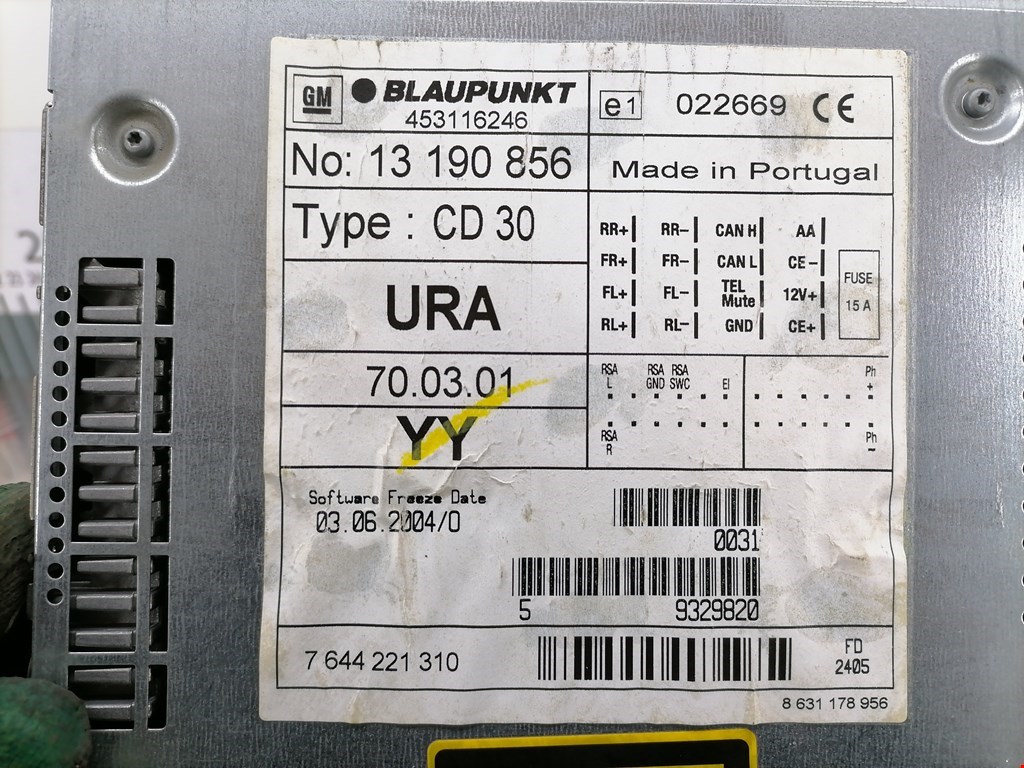 GM BLAUPUNKT
453116246
e1 022669 CE
No: 13 190 856
Made in Portugal
Type : CD 30
URA
70.03.01
YY
RR+ RR- CAN H AA
FR+ FR- CAN L CE-
FL+ FL- TEL Mute 12V+
RL+ RL- GND CE+
FUSE
15 A
RSA L RSA GND RSA SWC EI Ph +
RSA R Ph -
Software Freeze Date
03.06.2004/0
0031
5 9329820
7 644 221 310
FD
2405
8 631 178 956